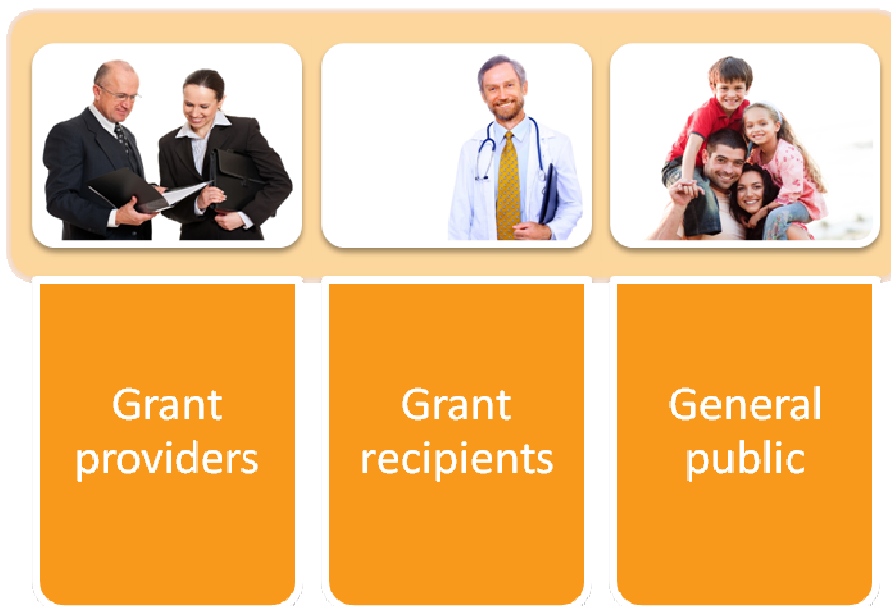 Grant
providers
Grant
recipients
General
public